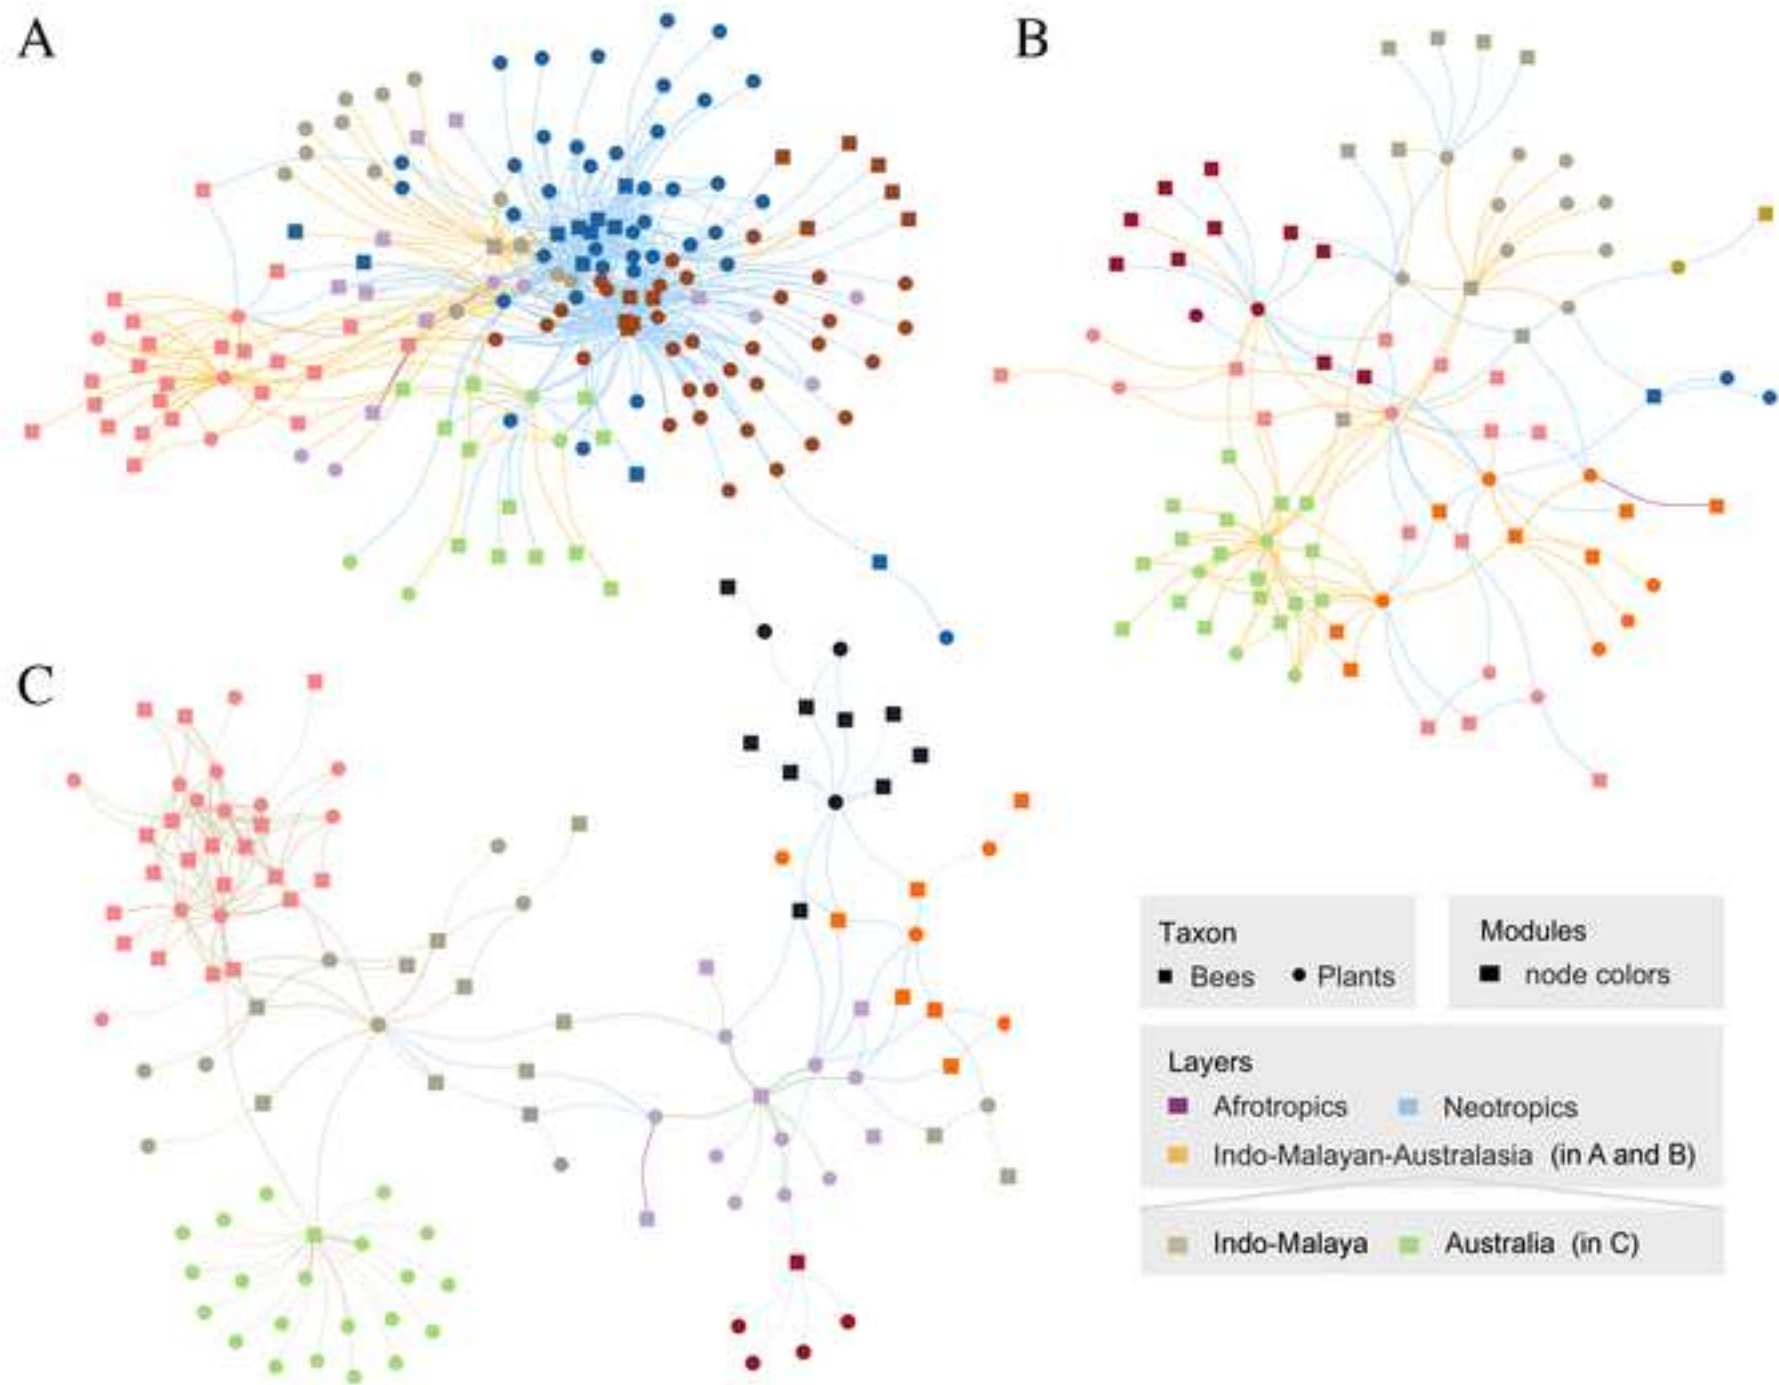 A
B
C
Taxon
Bees
Plants
Modules
node colors
Layers
Afrotropics
Neotropics
Indo-Malayan-Australasia (in A and B)
Indo-Malaya
Australia (in C)